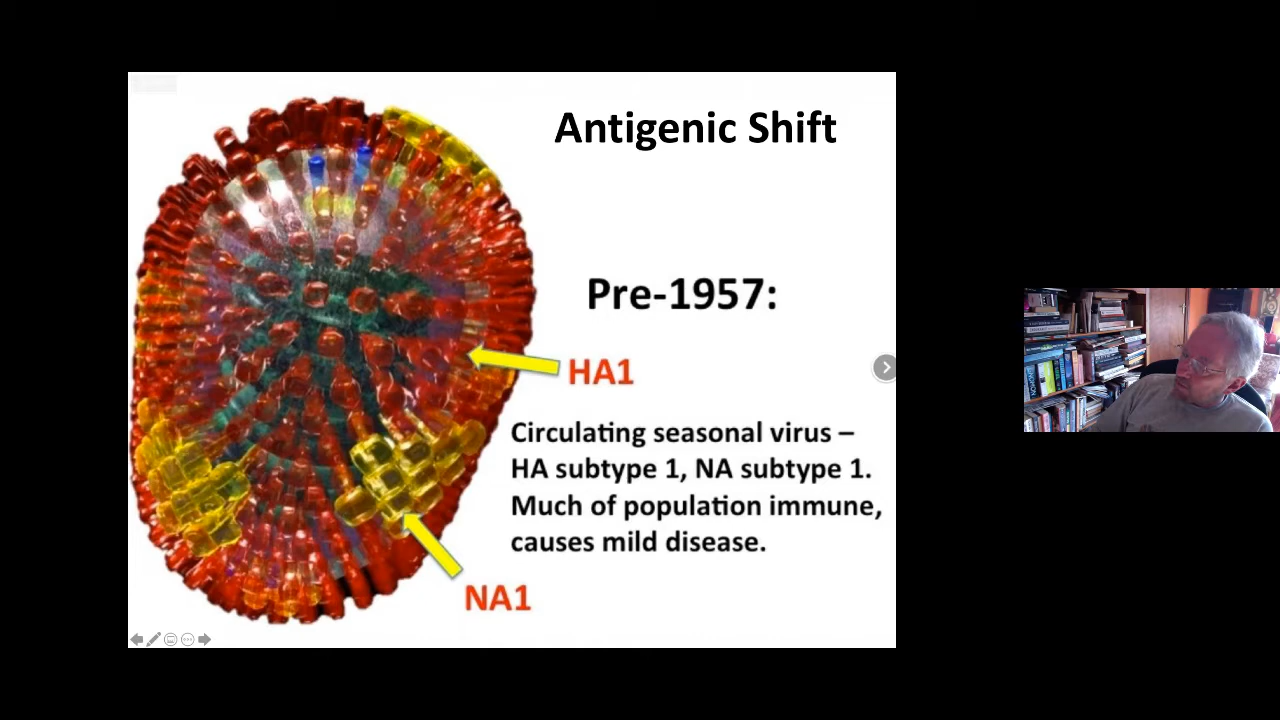 Antigenic Shift
Pre-1957:
HA1
Circulating seasonal virus –
HA subtype 1, NA subtype 1.
Much of population immune,
causes mild disease.
NA1